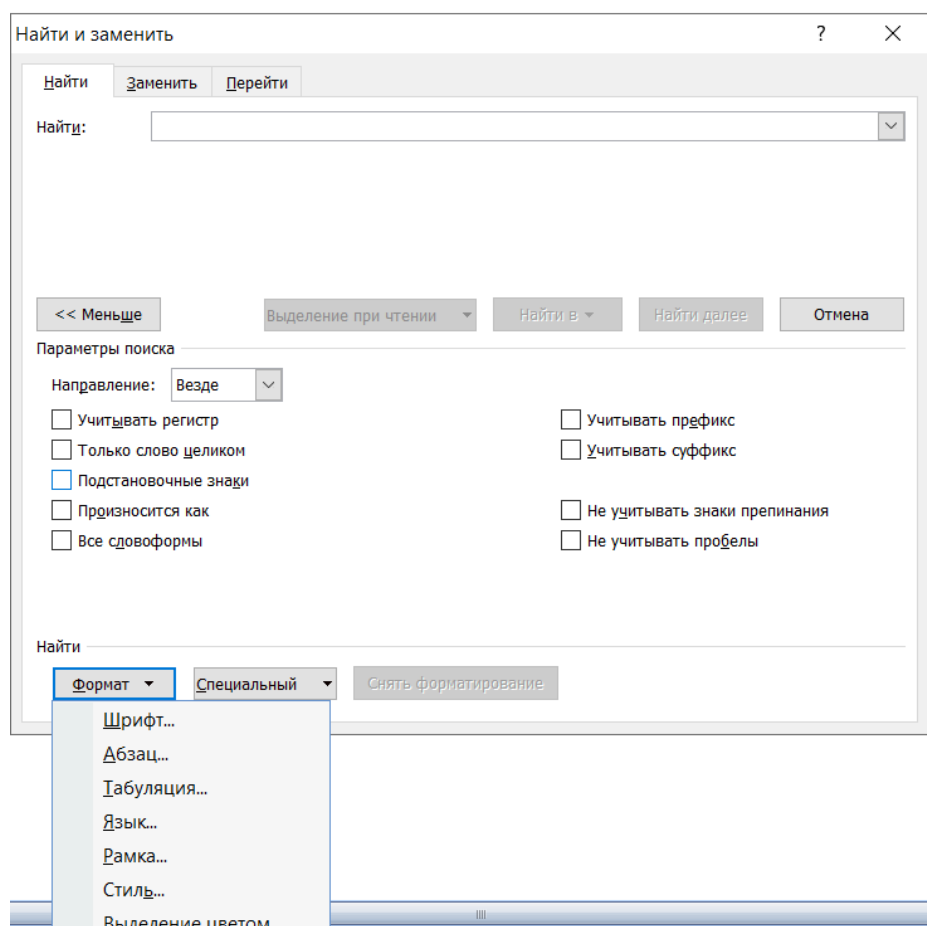 Найти и заменить ?
Найти Заменить Перейти
Найти:
<< Меньше Выделение при чтении Найти в Найти далее Отмена
Параметры поиска
Направление: Везде
Учитывать регистр Учитывать префикс
Только слово целиком Учитывать суффикс
Подстановочные знаки
Произносится как Не учитывать знаки препинания
Все словоформы Не учитывать пробелы
Найти
Формат Специальный Снять форматирование
Шрифт...
Абзац...
Табуляция...
Язык...
Рамка...
Стиль...
Выделение цветом